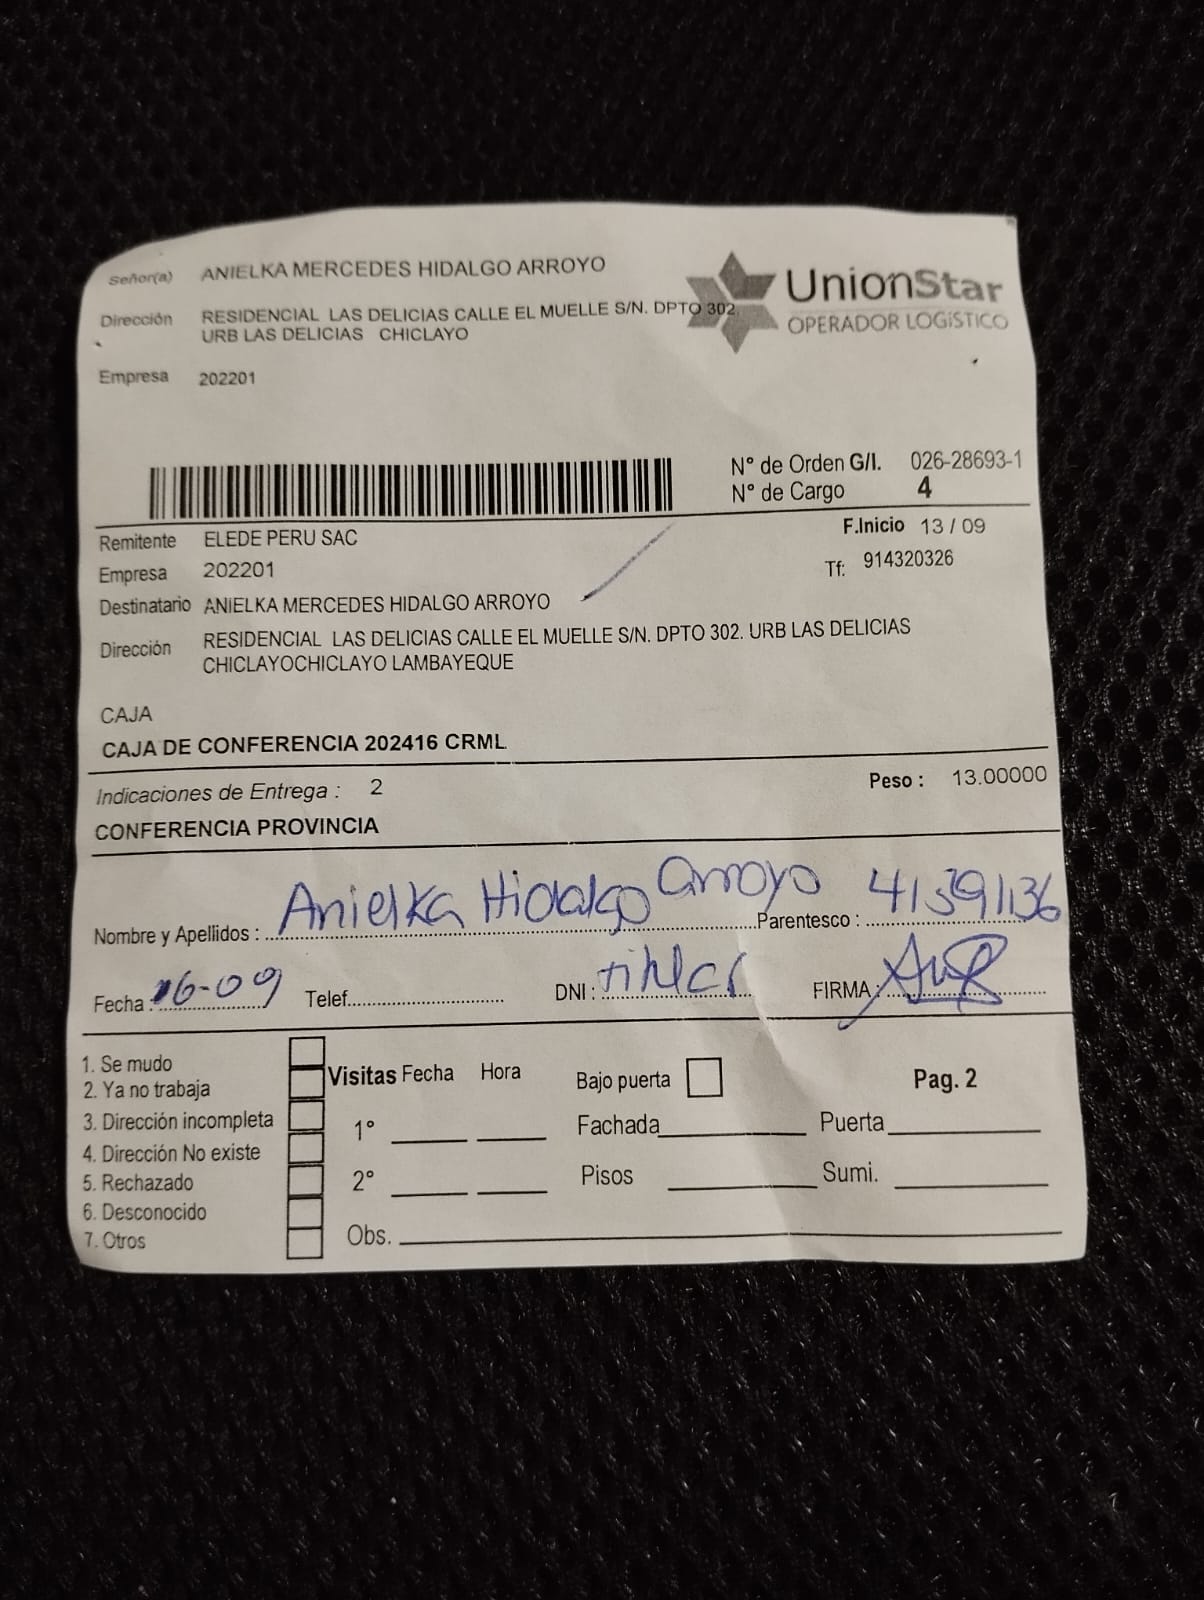 Señor(a) ANIELKA MERCEDES HIDALGO ARROYO
UnionStar
OPERADOR LOGíSTICO
Dirección RESIDENCIAL LAS DELICIAS CALLE EL MUELLE S/N. DPTO 302.
URB LAS DELICIAS CHICLAYO
Empresa 202201
N° de Orden G/I. 026-28693-1
N° de Cargo 4
Remitente ELEDE PERU SAC
F.Inicio 13 / 09
Empresa 202201
Tf: 914320326
Destinatario ANIELKA MERCEDES HIDALGO ARROYO
Dirección RESIDENCIAL LAS DELICIAS CALLE EL MUELLE S/N. DPTO 302. URB LAS DELICIAS
CHICLAYOCHICLAYO LAMBAYEQUE
CAJA
CAJA DE CONFERENCIA 202416 CRML
Indicaciones de Entrega : 2 Peso : 13.00000
CONFERENCIA PROVINCIA
Nombre y Apellidos : Anielka Hidalgo Arroyo Parentesco : 41391136
Fecha : 16-09 Telef. DNI : titular FIRMA :
1. Se mudo
2. Ya no trabaja
3. Dirección incompleta
4. Dirección No existe
5. Rechazado
6. Desconocido
7. Otros
Visitas Fecha Hora
1°
2°
Obs.
Bajo puerta
Fachada Puerta
Pisos Sumi.
Pag. 2